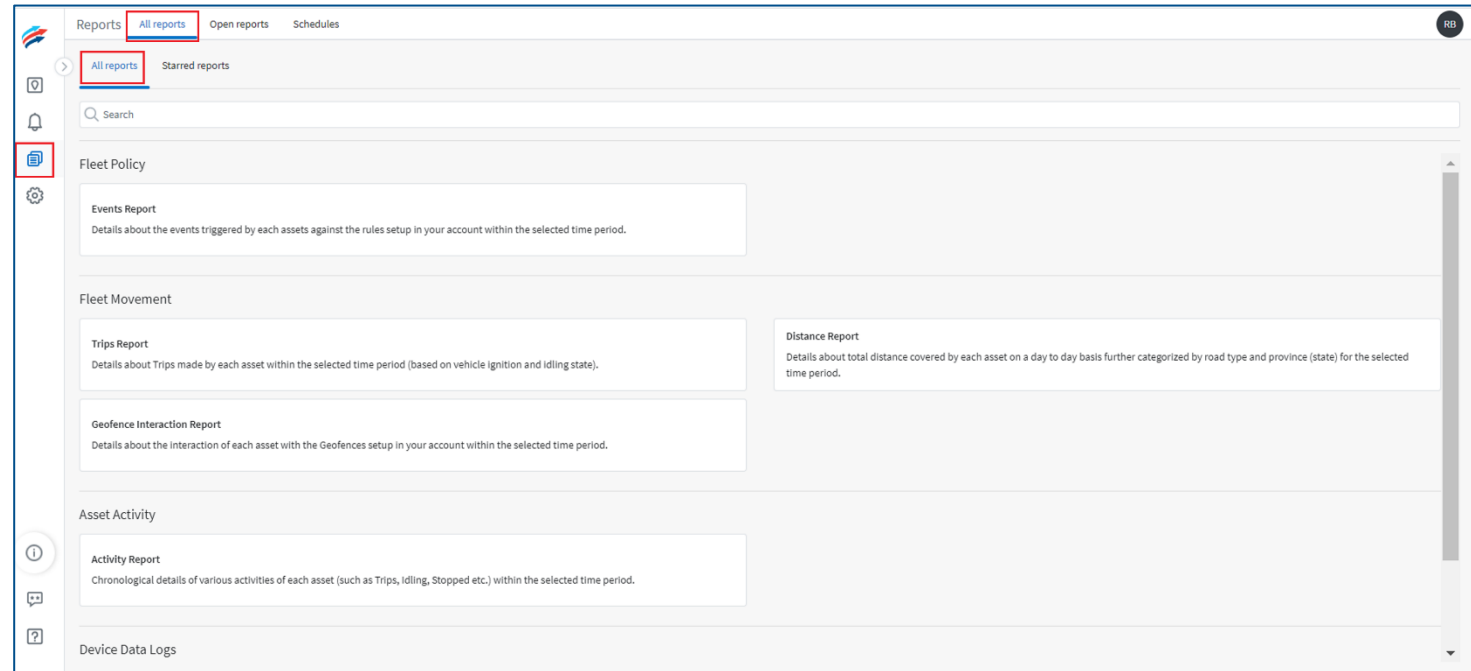 Reports All reports Open reports Schedules
RB
All reports Starred reports
Search
Fleet Policy
Events Report
Details about the events triggered by each assets against the rules setup in your account within the selected time period.
Fleet Movement
Trips Report
Details about Trips made by each asset within the selected time period (based on vehicle ignition and idling state).
Distance Report
Details about total distance covered by each asset on a day to day basis further categorized by road type and province (state) for the selected
time period.
Geofence Interaction Report
Details about the interaction of each asset with the Geofences setup in your account within the selected time period.
Asset Activity
Activity Report
Chronological details of various activities of each asset (such as Trips, Idling, Stopped etc.) within the selected time period.
Device Data Logs